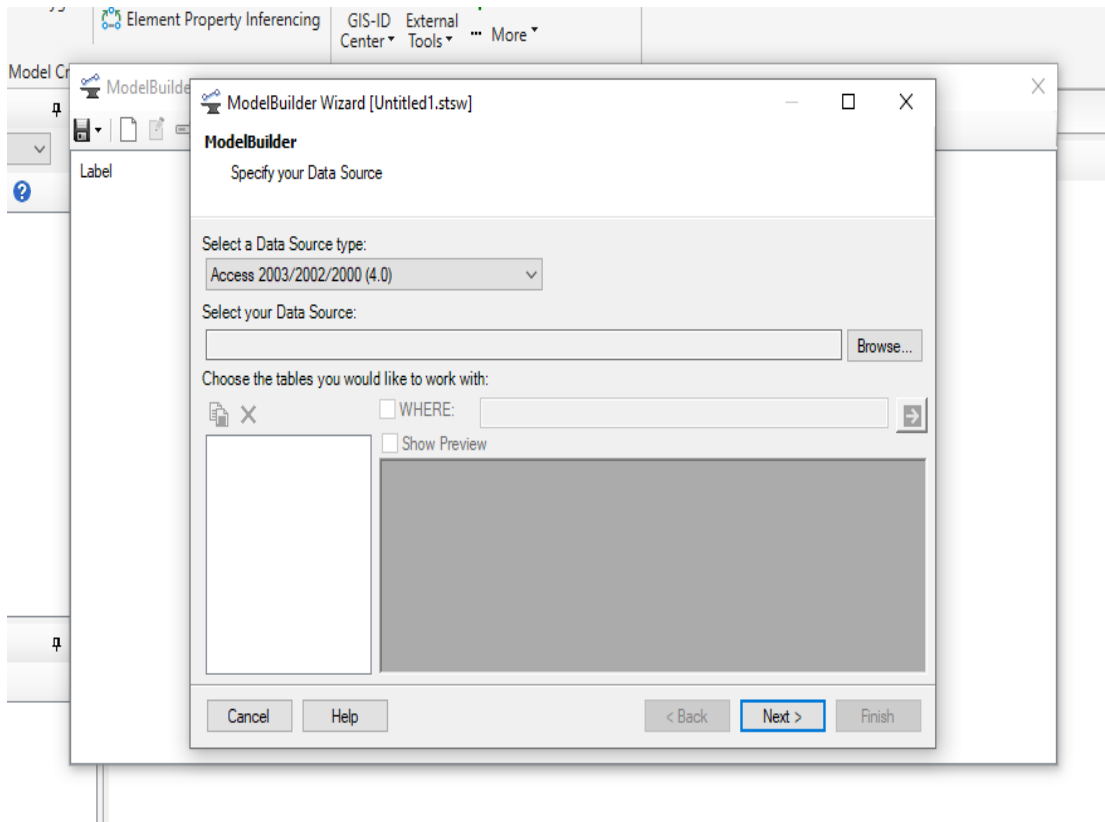 Element Property Inferencing
GIS-ID
Center
External
Tools
... More
Model Cr
ModelBuilde
ModelBuilder Wizard [Untitled1.stsw]
ModelBuilder
Specify your Data Source
Label
Select a Data Source type:
Access 2003/2002/2000 (4.0)
Select your Data Source:
Browse...
Choose the tables you would like to work with:
WHERE:
Show Preview
Cancel
Help
< Back
Next >
Finish